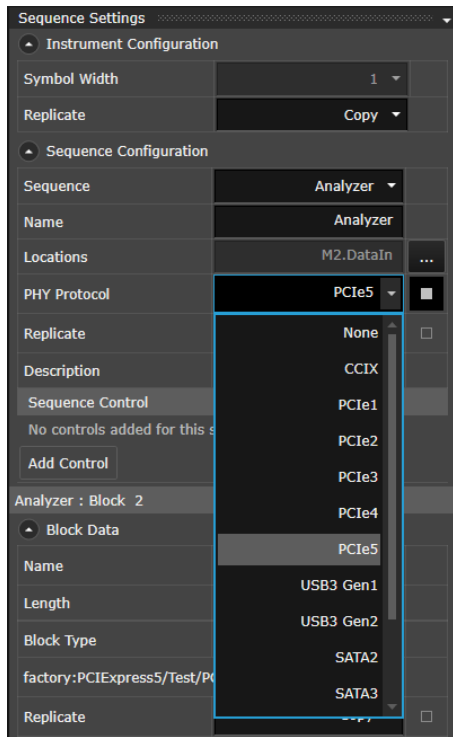 Sequence Settings
Instrument Configuration
Symbol Width 1
Replicate Copy
Sequence Configuration
Sequence Analyzer
Name Analyzer
Locations M2.DataIn ...
PHY Protocol PCIe5
Replicate None
Description CCIX
Sequence Control PCIe1
No controls added for this s
PCIe2
Add Control PCIe3
PCIe4
Analyzer : Block 2
Block Data PCIe5
Name USB3 Gen1
Length USB3 Gen2
Block Type SATA2
factory:PCIExpress5/Test/P
SATA3
Replicate